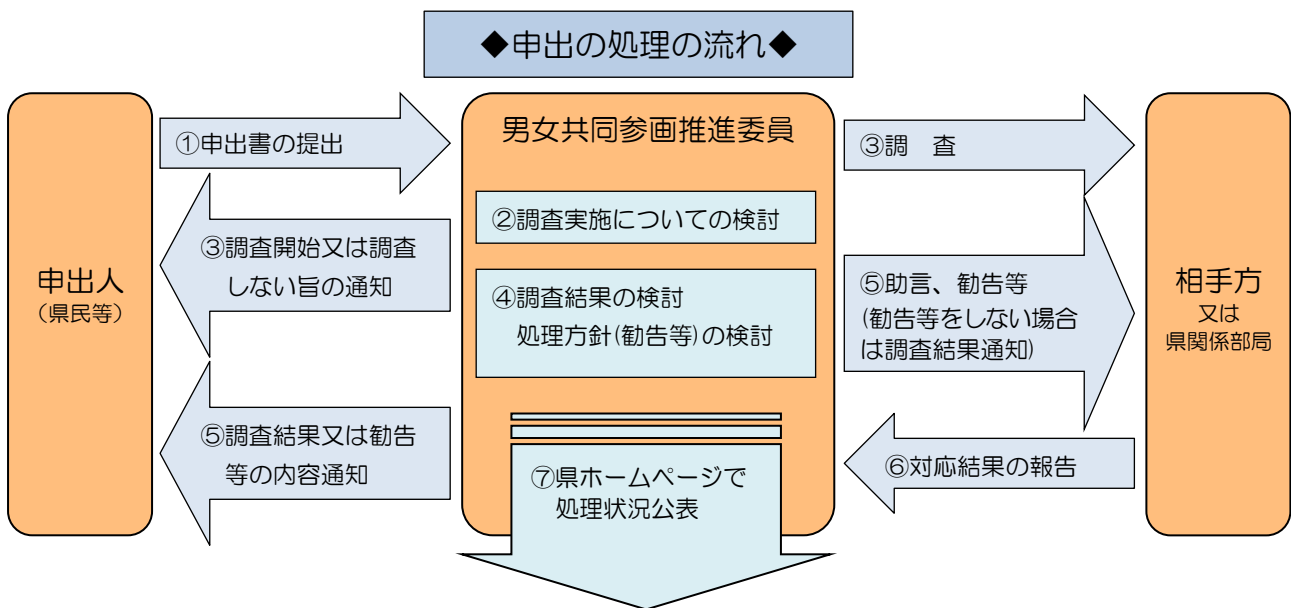 ◆申出の処理の流れ◆
申出人
（県民等）
①申出書の提出
③調査開始又は調査
しない旨の通知
⑤調査結果又は勧告
等の内容通知
男女共同参画推進委員
②調査実施についての検討
④調査結果の検討
処理方針(勧告等)の検討
⑦県ホームページで
処理状況公表
③調　査
⑤助言、勧告等
(勧告等をしない場合
は調査結果通知)
⑥対応結果の報告
相手方
又は
県関係部局